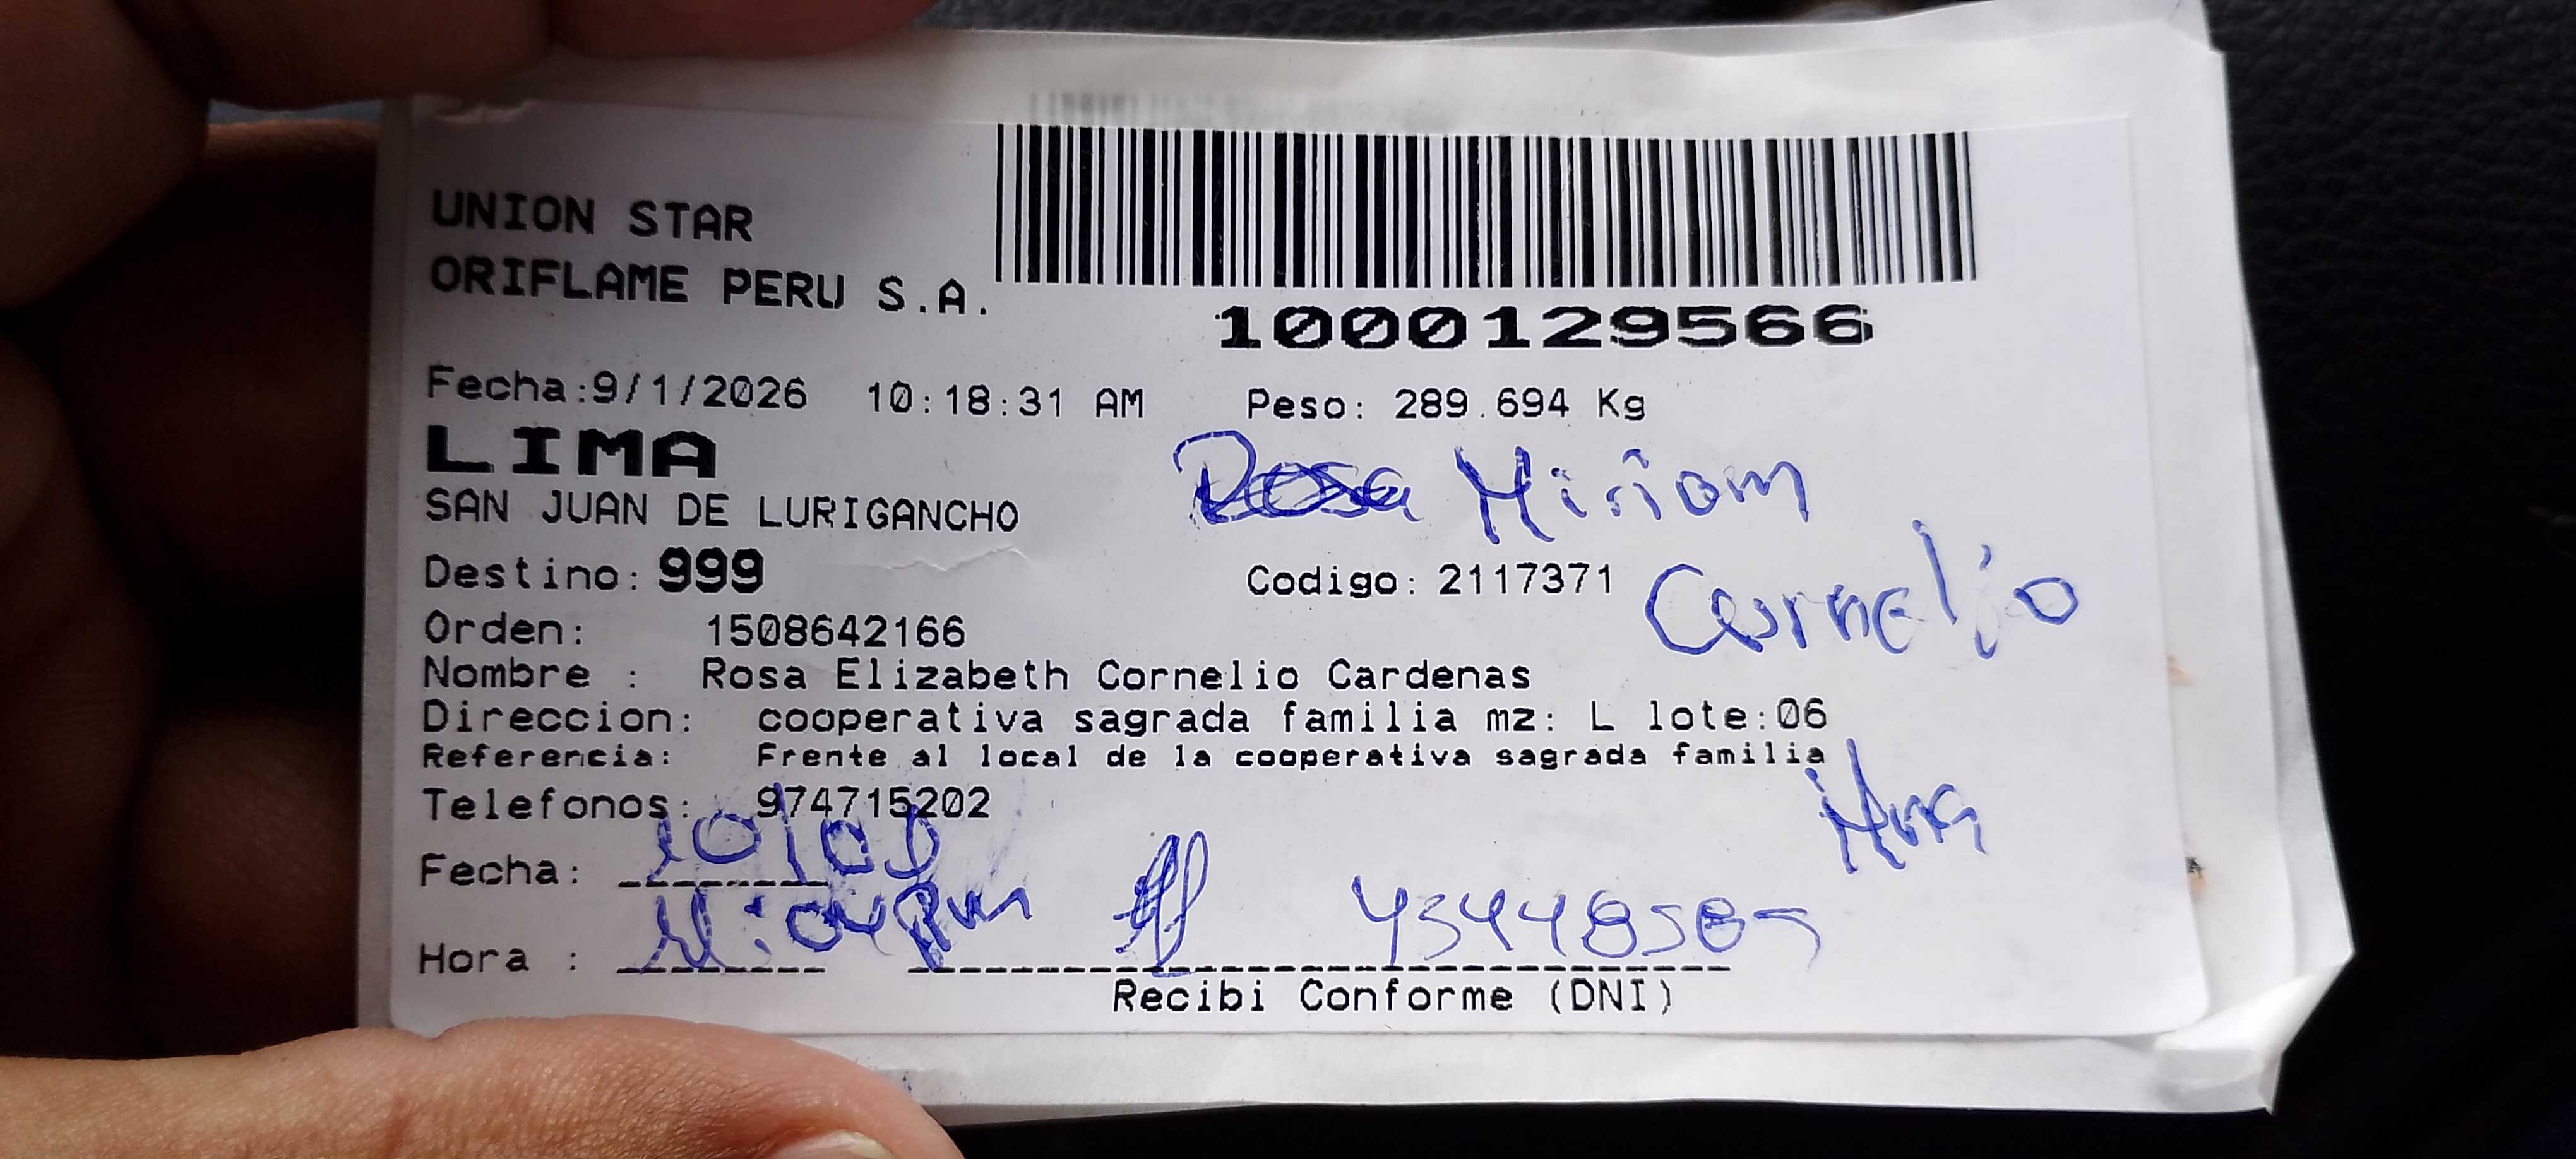 UNION STAR
ORIFLAME PERU S.A.
1000129566
Fecha:9/1/2026 10:18:31 AM Peso: 289.694 Kg
LIMA
Rosa Miriam
SAN JUAN DE LURIGANCHO
Destino: 999 Codigo: 2117371
Cornelio
Orden: 1508642166
Nombre : Rosa Elizabeth Cornelio Cardenas
Direccion: cooperativa sagrada familia mz: L lote:06
Referencia: Frente al local de la cooperativa sagrada familia
Telefonos: 974715202
Fecha:
Hora :
Recibi Conforme (DNI)